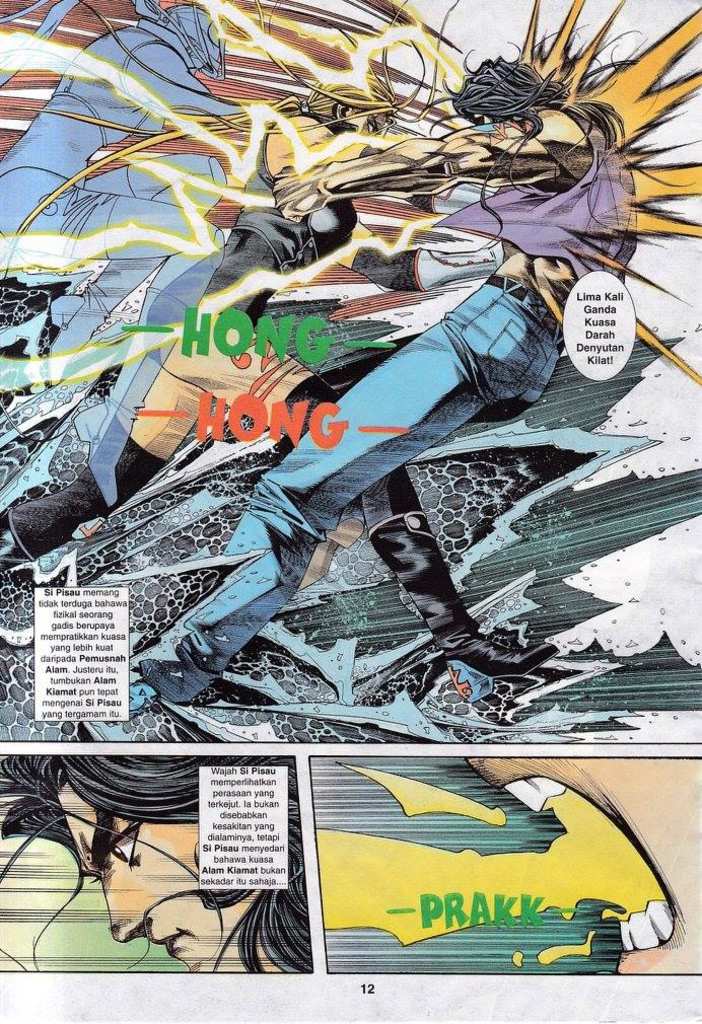 Lima Kali
Ganda
Kuasa
Darah
Denyutan
Kilat!
HONG
HONG
Si Pisau memang
tidak terduga bahawa
fizikal seorang
gadis berupaya
mempratikkan kuasa
yang lebih kuat
daripada Pemusnah
Alam. Justeru itu,
tumbukan Alam
Kiamat pun tepat
mengenai Si Pisau
yang tergamam itu.
Wajah Si Pisau
memperlihatkan
perasaan yang
terkejut. Ia bukan
disebabkan
kesakitan yang
dialaminya, tetapi
Si Pisau menyedari
bahawa kuasa
Alam Kiamat bukan
sekadar itu sahaja....
PRAKK
12